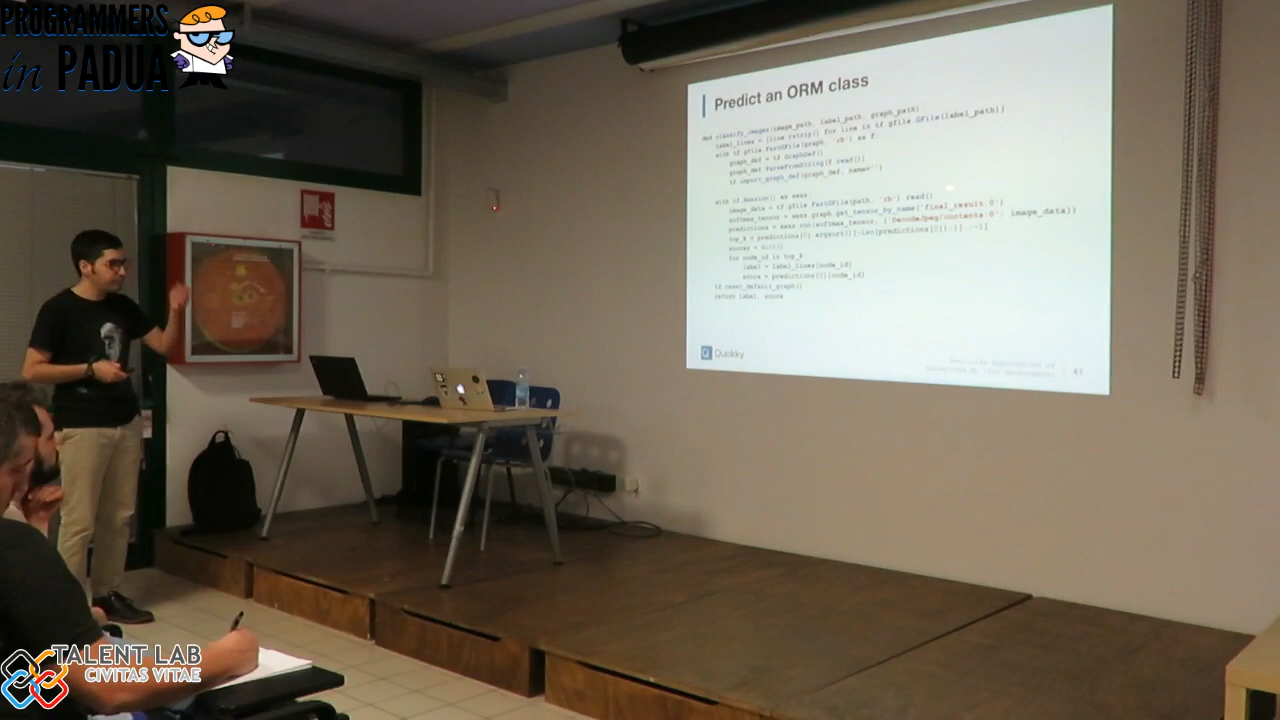 PROGRAMMERS
in PADUA
Predict an ORM class
def classify_images(image_path, label_path, graph_path)
label_lines = [line.rstrip() for line in tf.gfile.GFile(label_path)]
with tf.gfile.FastGFile(graph, 'rb') as f:
graph_def = tf.GraphDef()
graph_def.ParseFromString(f.read())
tf.import_graph_def(graph_def, name='')
with tf.Session() as sess:
image_data = tf.gfile.FastGFile(path, 'rb').read()
softmax_tensor = sess.graph.get_tensor_by_name('final_result:0')
predictions = sess.run(softmax_tensor, {'DecodeJpeg/contents:0': image_data})
top_k = predictions[0].argsort()[-len(predictions[0]):][::-1]
scores = dict()
for node_id in top_k:
label = label_lines[node_id]
score = predictions[0][node_id]
tf.reset_default_graph()
return label, score
Quokky
TALENT LAB
CIVITAS VITAE